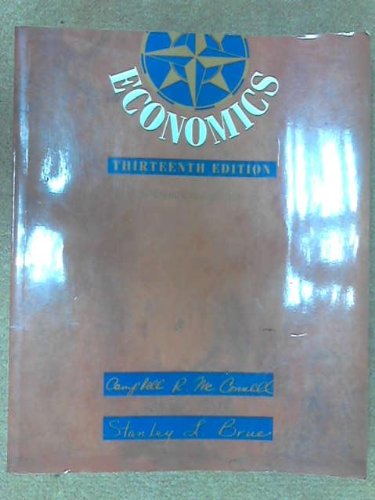 ECONOMICS
THIRTEENTH EDITION
Campbell R. McConnell
Stanley L. Brue